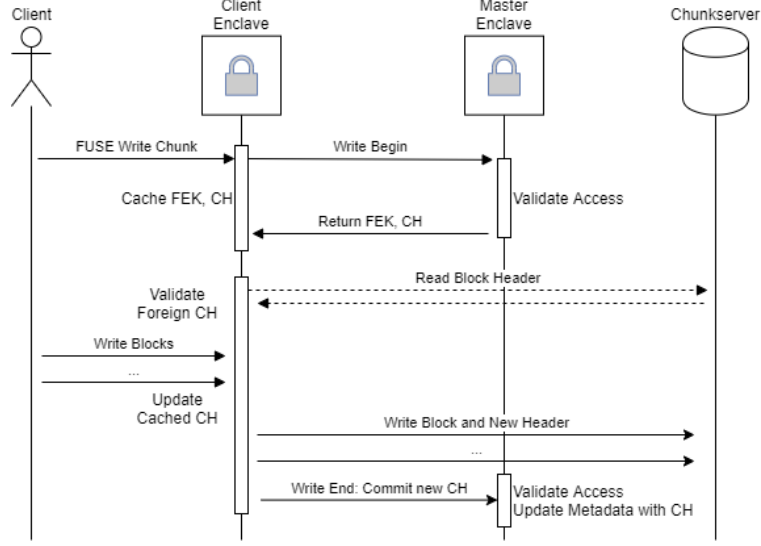 Client
Client
Enclave
Master
Enclave
Chunkserver
FUSE Write Chunk
Write Begin
Cache FEK, CH
Validate Access
Return FEK, CH
Read Block Header
Validate
Foreign CH
Write Blocks
...
Update
Cached CH
Write Block and New Header
...
Write End: Commit new CH
Validate Access
Update Metadata with CH